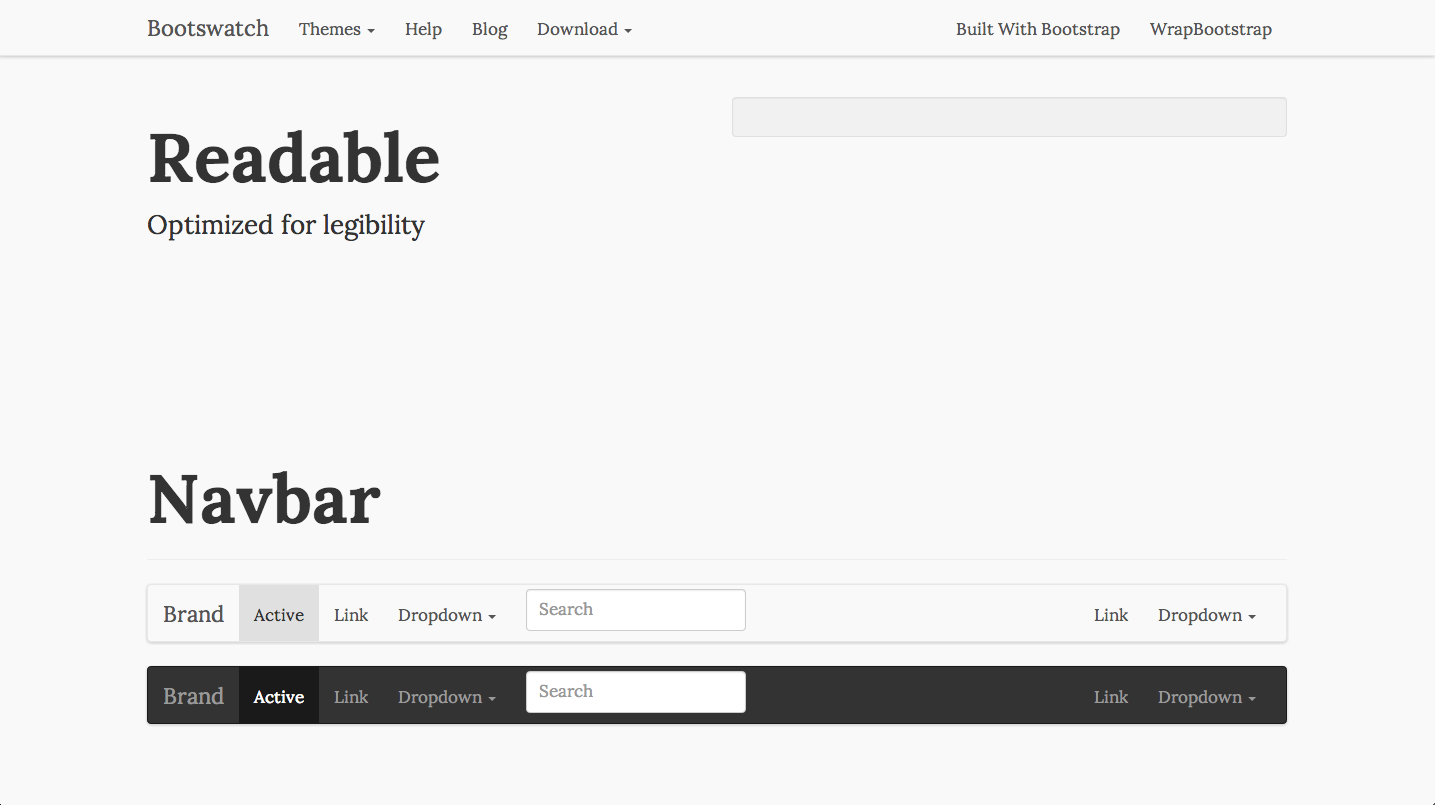 Bootswatch Themes Help Blog Download Built With Bootstrap WrapBootstrap
Readable
Optimized for legibility
Navbar
Brand Active Link Dropdown Search Link Dropdown
Brand Active Link Dropdown Search Link Dropdown